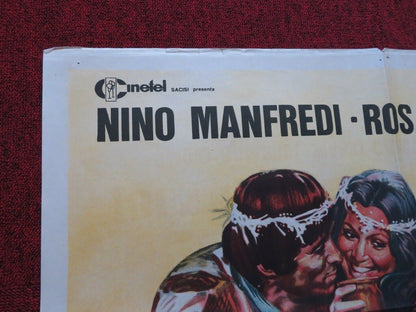 Cinetel
SACISI presenta
NINO MANFREDI · ROS